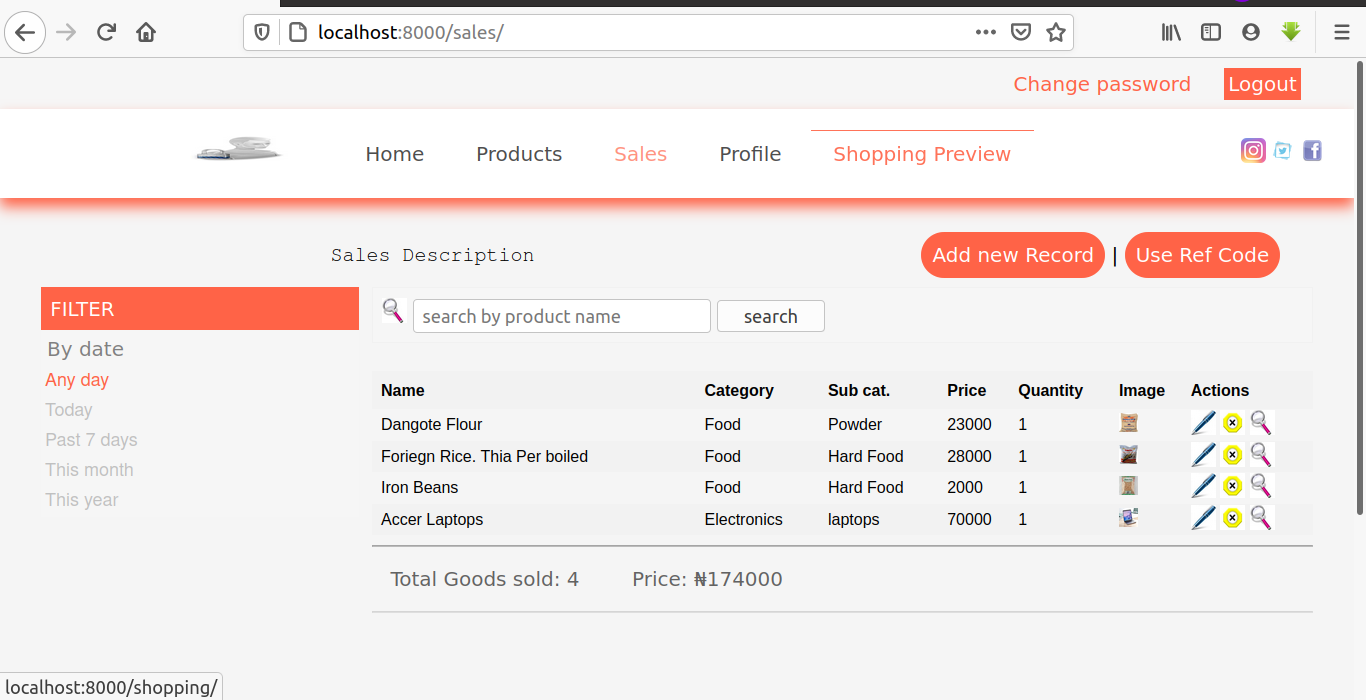 localhost:8000/sales/
Change password Logout
Home Products Sales Profile Shopping Preview
Sales Description Add new Record | Use Ref Code
FILTER
search by product name search
By date
Any day
Today
Past 7 days
This month
This year
Name Category Sub cat. Price Quantity Image Actions
Dangote Flour Food Powder 23000 1
Foriegn Rice. Thia Per boiled Food Hard Food 28000 1
Iron Beans Food Hard Food 2000 1
Accer Laptops Electronics laptops 70000 1
Total Goods sold: 4 Price: ₦174000
localhost:8000/shopping/